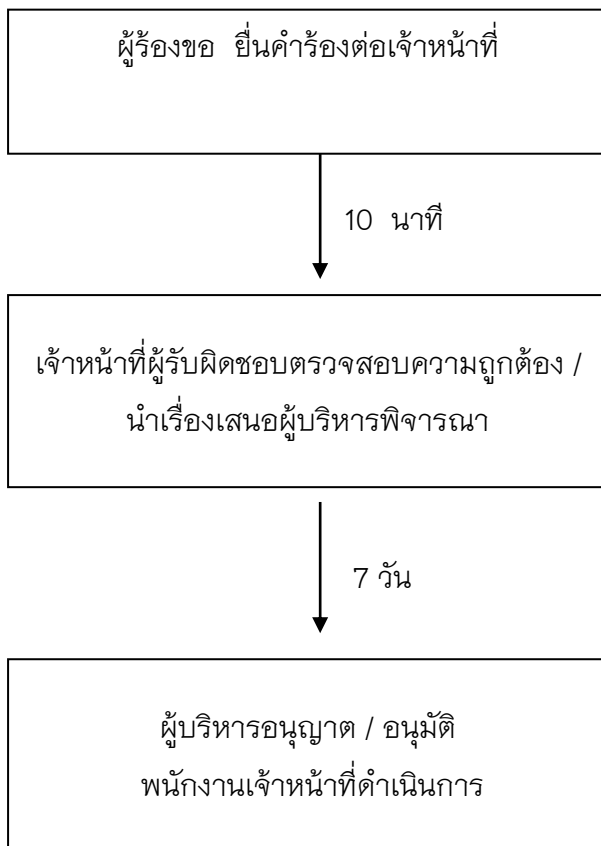 ผู้ร้องขอ ยื่นคำร้องต่อเจ้าหน้าที่
10 นาที
เจ้าหน้าที่ผู้รับผิดชอบตรวจสอบความถูกต้อง /
นำเรื่องเสนอผู้บริหารพิจารณา
7 วัน
ผู้บริหารอนุญาต / อนุมัติ
พนักงานเจ้าหน้าที่ดำเนินการ